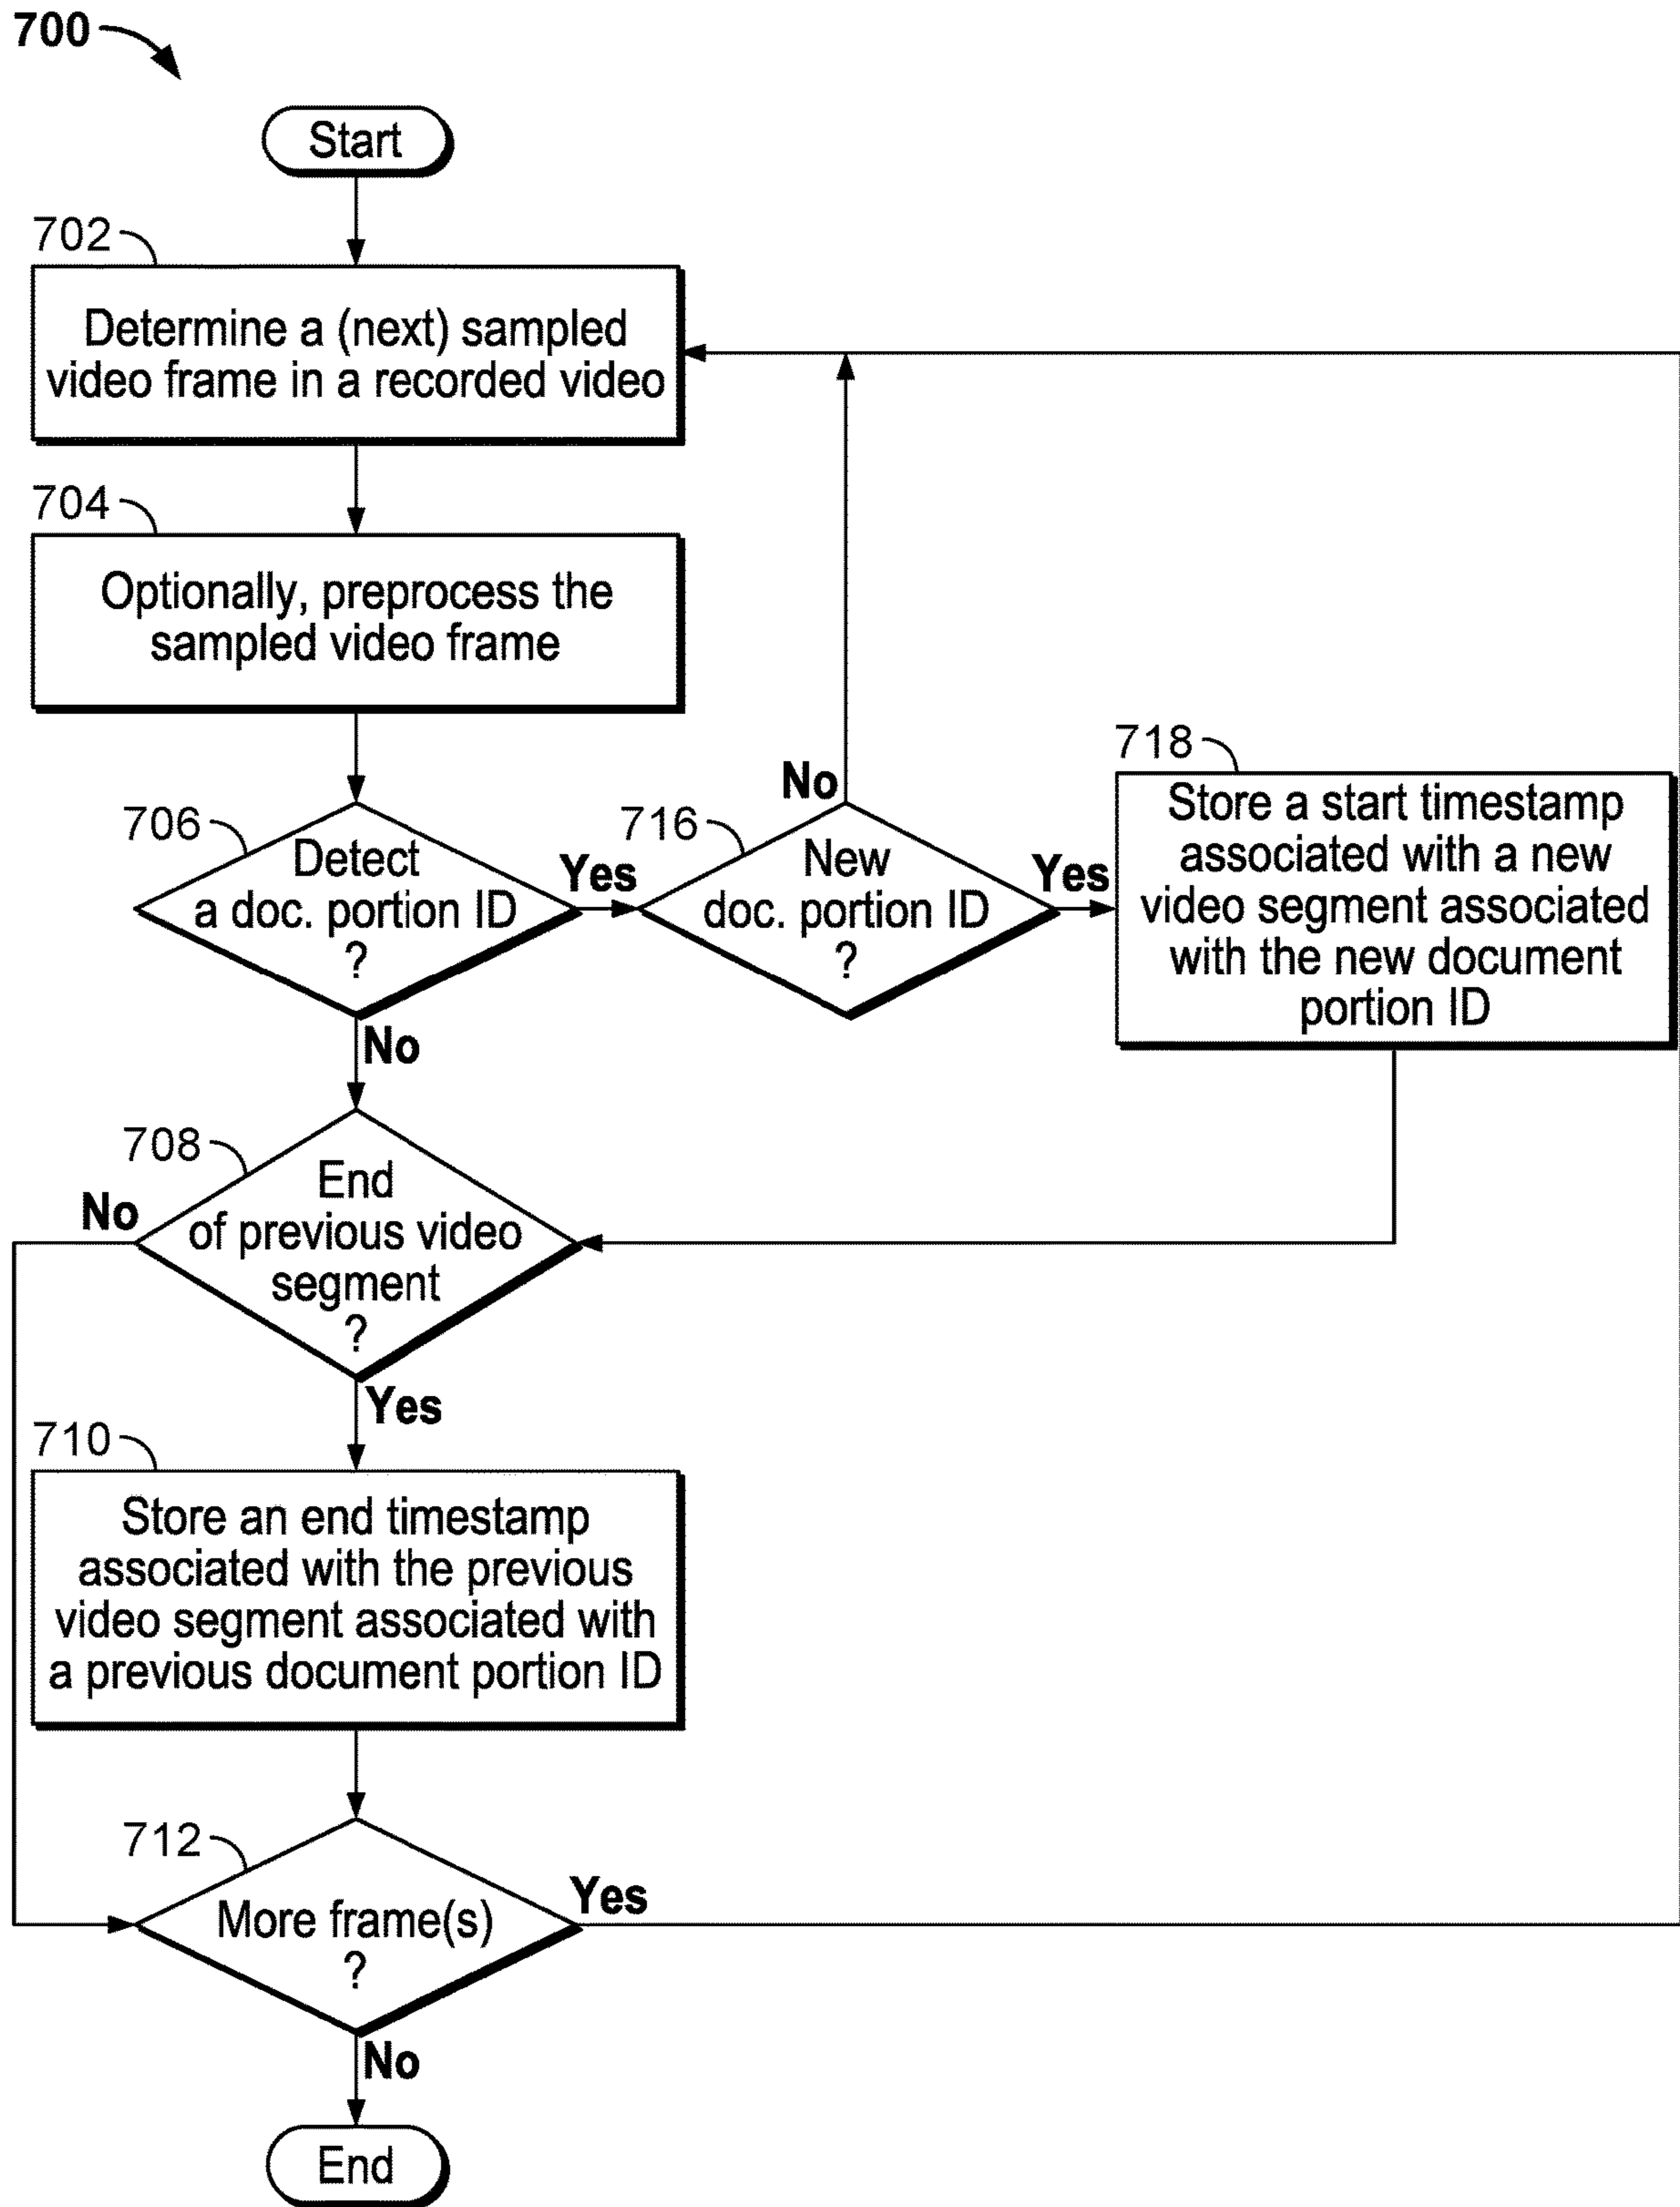 700
Start
702
Determine a (next) sampled
video frame in a recorded video
704
Optionally, preprocess the
sampled video frame
706
Detect
a doc. portion ID
?
Yes
No
716
New
doc. portion ID
?
No
Yes
718
Store a start timestamp
associated with a new
video segment associated
with the new document
portion ID
708
End
of previous video
segment
?
No
Yes
710
Store an end timestamp
associated with the previous
video segment associated with
a previous document portion ID
712
More frame(s)
?
Yes
No
End